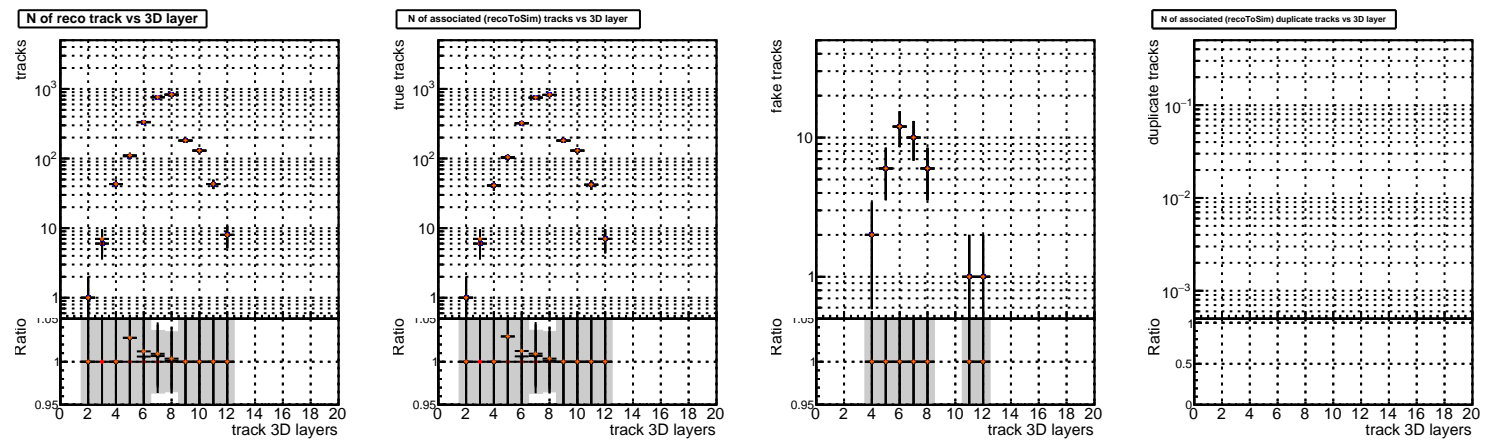 N of reco track vs 3D layer
tracks
10³
10²
10
1
Ratio
1.05
1
0.95
0 2 4 6 8 10 12 14 16 18 20
track 3D layers
N of associated (recoToSim) tracks vs 3D layer
true tracks
10³
10²
10
1
Ratio
1.05
1
0.95
0 2 4 6 8 10 12 14 16 18 20
track 3D layers
fake tracks
10
1
Ratio
1.05
1
0.95
0 2 4 6 8 10 12 14 16 18 20
track 3D layers
N of associated (recoToSim) duplicate tracks vs 3D layer
duplicate tracks
10⁻¹
10⁻²
10⁻³
Ratio
1
0.5
0
0 2 4 6 8 10 12 14 16 18 20
track 3D layers